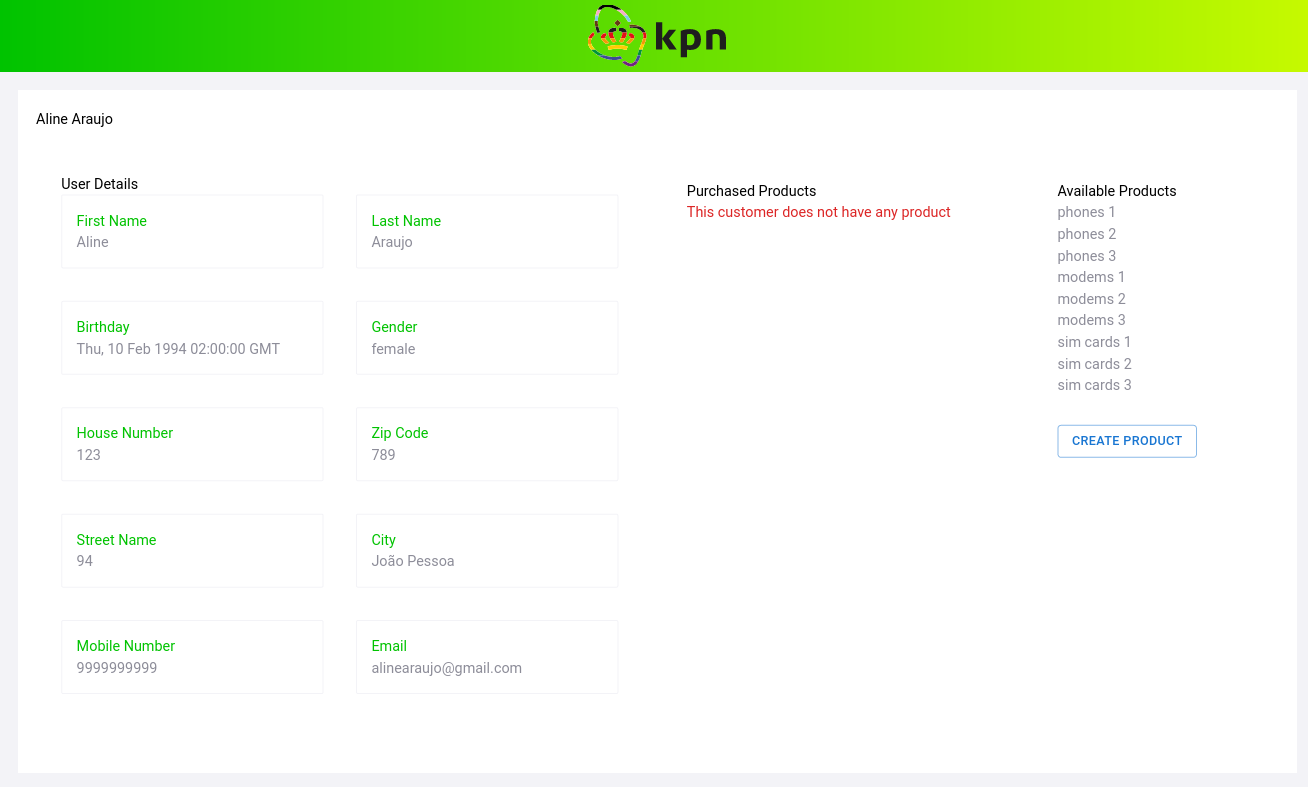 kpn
Aline Araujo
User Details
First Name
Aline
Last Name
Araujo
Birthday
Thu, 10 Feb 1994 02:00:00 GMT
Gender
female
House Number
123
Zip Code
789
Street Name
94
City
João Pessoa
Mobile Number
9999999999
Email
alinearaujo@gmail.com
Purchased Products
This customer does not have any product
Available Products
phones 1
phones 2
phones 3
modems 1
modems 2
modems 3
sim cards 1
sim cards 2
sim cards 3
CREATE PRODUCT